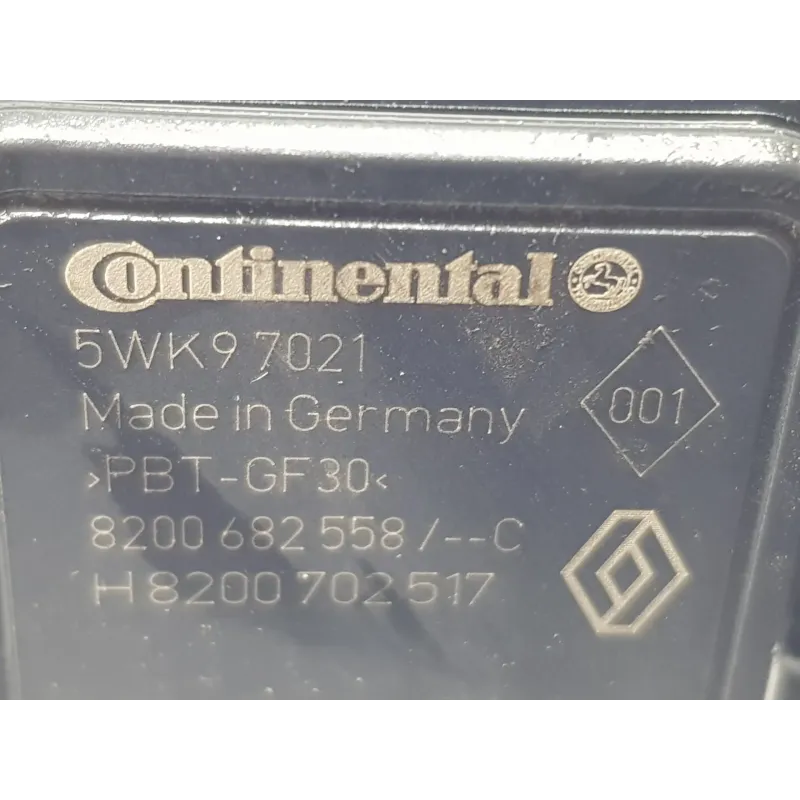 Continental
5WK9 7021
Made in Germany
001
>PBT-GF30<
8200 682 558 /--C
H 8200 702 517